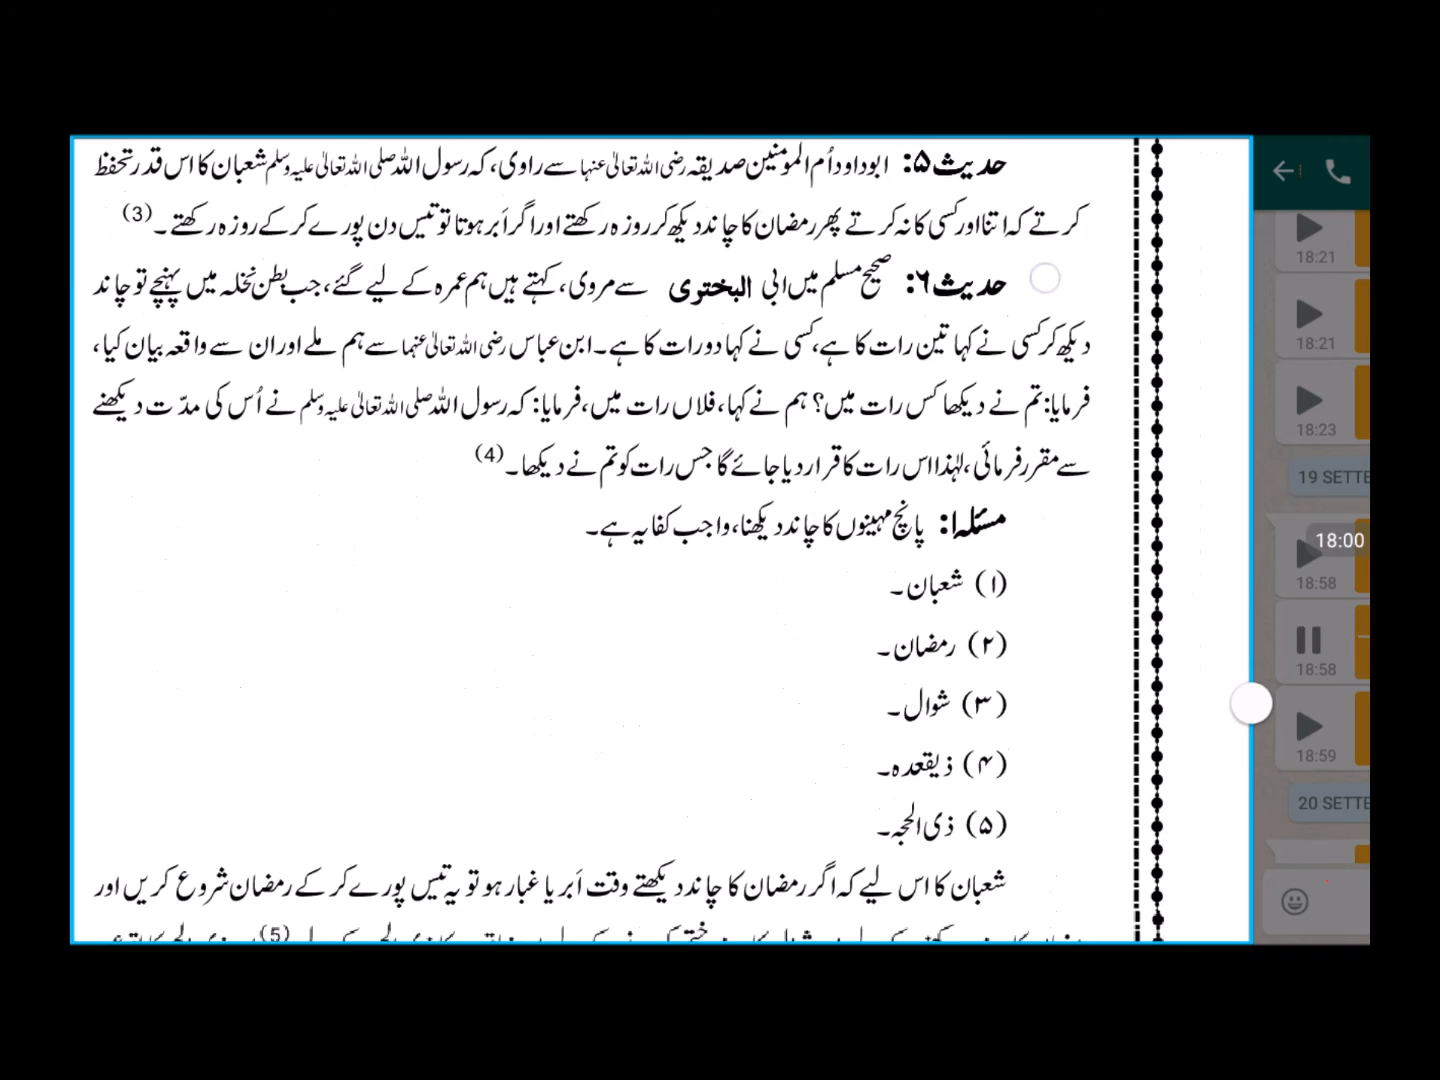 حدیث ۵: ابوداود اُم المومنین صدیقہ رضی اللہ تعالیٰ عنہا سے راوی، کہ رسول اللہ صلی اللہ تعالیٰ علیہ وسلم شعبان کا اس قدر تحفظ
کرتے کہ اتنا اور کسی کا نہ کرتے پھر رمضان کا چاند دیکھ کر روزہ رکھتے اور اگر اَبر ہوتا تو تیس دن پورے کر کے روزہ رکھتے۔ (3)
حدیث ۶: صحیح مسلم میں ابی البختری سے مروی، کہتے ہیں ہم عمرہ کے لیے گئے، جب بطن نخلہ میں پہنچے تو چاند
دیکھ کر کسی نے کہا تین رات کا ہے، کسی نے کہا دو رات کا ہے۔ ابن عباس رضی اللہ تعالیٰ عنہما سے ہم ملے اور ان سے واقعہ بیان کیا،
فرمایا: تم نے دیکھا کس رات میں؟ ہم نے کہا، فلاں رات میں، فرمایا: کہ رسول اللہ صلی اللہ تعالیٰ علیہ وسلم نے اُس کی مدّت دیکھنے
سے مقرر فرمائی، لہٰذا اس رات کا قرار دیا جائے گا جس رات کو تم نے دیکھا۔ (4)
مسئلہ ۱: پانچ مہینوں کا چاند دیکھنا، واجب کفایہ ہے۔
(۱) شعبان۔
(۲) رمضان۔
(۳) شوال۔
(۴) ذیقعدہ۔
(۵) ذی الحجہ۔
شعبان کا اس لیے کہ اگر رمضان کا چاند دیکھتے وقت اَبر یا غبار ہو تو یہ تیس پورے کر کے رمضان شروع کریں اور
(5)
18:21
18:21
18:23
19 SETTE
18:00
18:58
18:58
18:59
20 SETTE